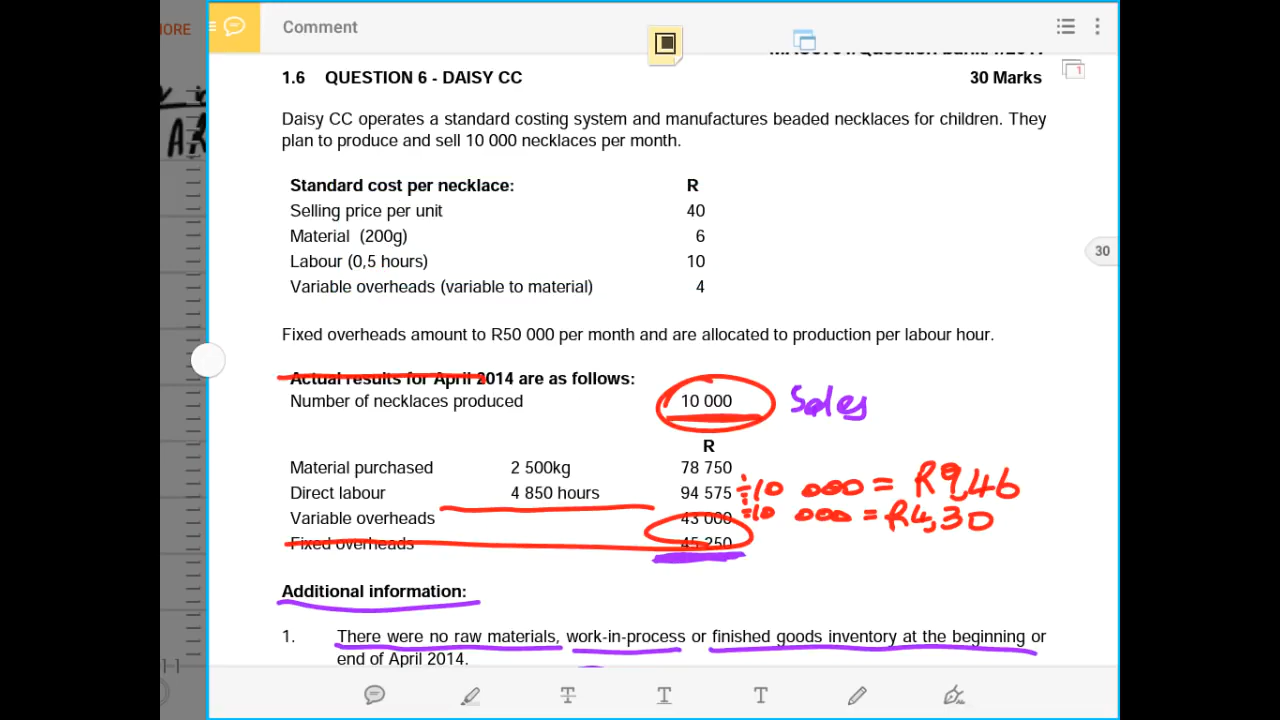 ORE
Comment
1.6 QUESTION 6 - DAISY CC 30 Marks
Daisy CC operates a standard costing system and manufactures beaded necklaces for children. They
plan to produce and sell 10 000 necklaces per month.
Standard cost per necklace: R
Selling price per unit 40
Material (200g) 6
Labour (0,5 hours) 10
Variable overheads (variable to material) 4
30
Fixed overheads amount to R50 000 per month and are allocated to production per labour hour.
Actual results for April 2014 are as follows:
Number of necklaces produced 10 000 Sales
R
Material purchased 2 500kg 78 750
Direct labour 4 850 hours 94 575 ÷10 000 = R9,46
Variable overheads 43 000 ÷10 000 = R4,30
Fixed overheads 45 250
Additional information:
1. There were no raw materials, work-in-process or finished goods inventory at the beginning or
end of April 2014.